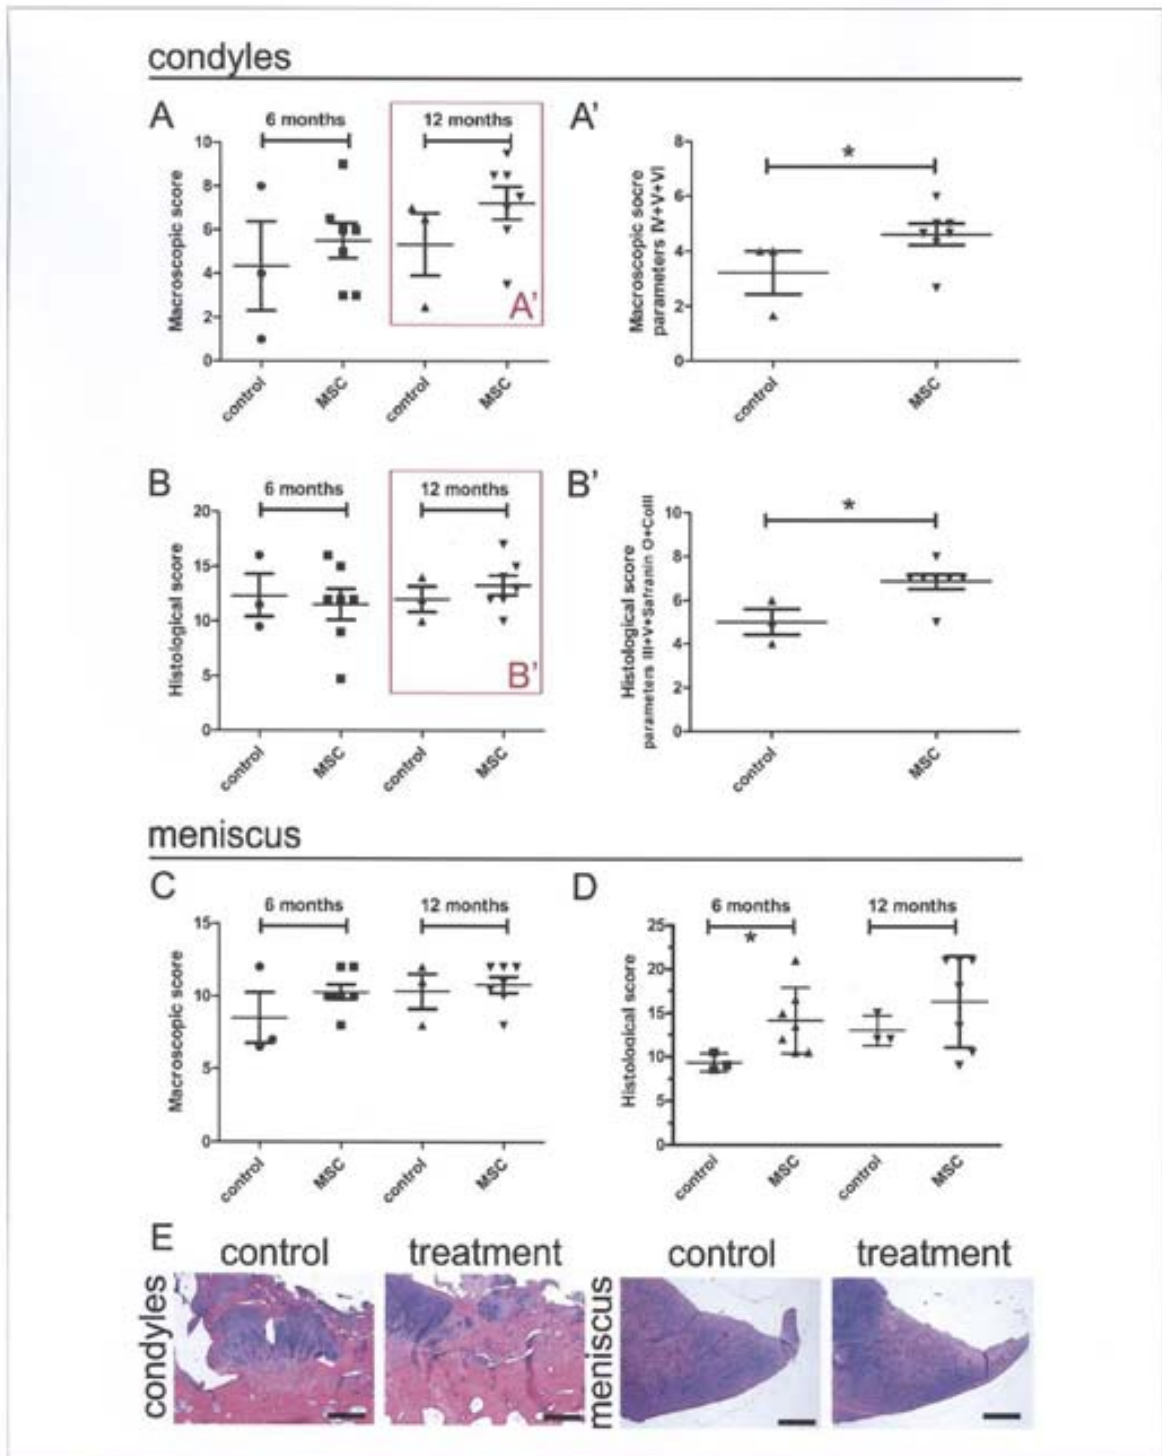 condyles
A
6 months
12 months
Macroscopic score
10
8
6
4
2
0
A'
control
MSC
control
MSC
A'
*
Macroscopic socre
parameters IV+V+VI
8
6
4
2
0
control
MSC
B
6 months
12 months
Histological score
20
15
10
5
0
B'
control
MSC
control
MSC
B'
*
Histological score
parameters III+V+Safranin O+ColII
10
8
6
4
2
0
control
MSC
meniscus
C
6 months
12 months
Macroscopic score
15
10
5
0
control
MSC
control
MSC
D
6 months
12 months
*
Histological score
25
20
15
10
5
0
control
MSC
control
MSC
E
control
treatment
control
treatment
condyles
meniscus